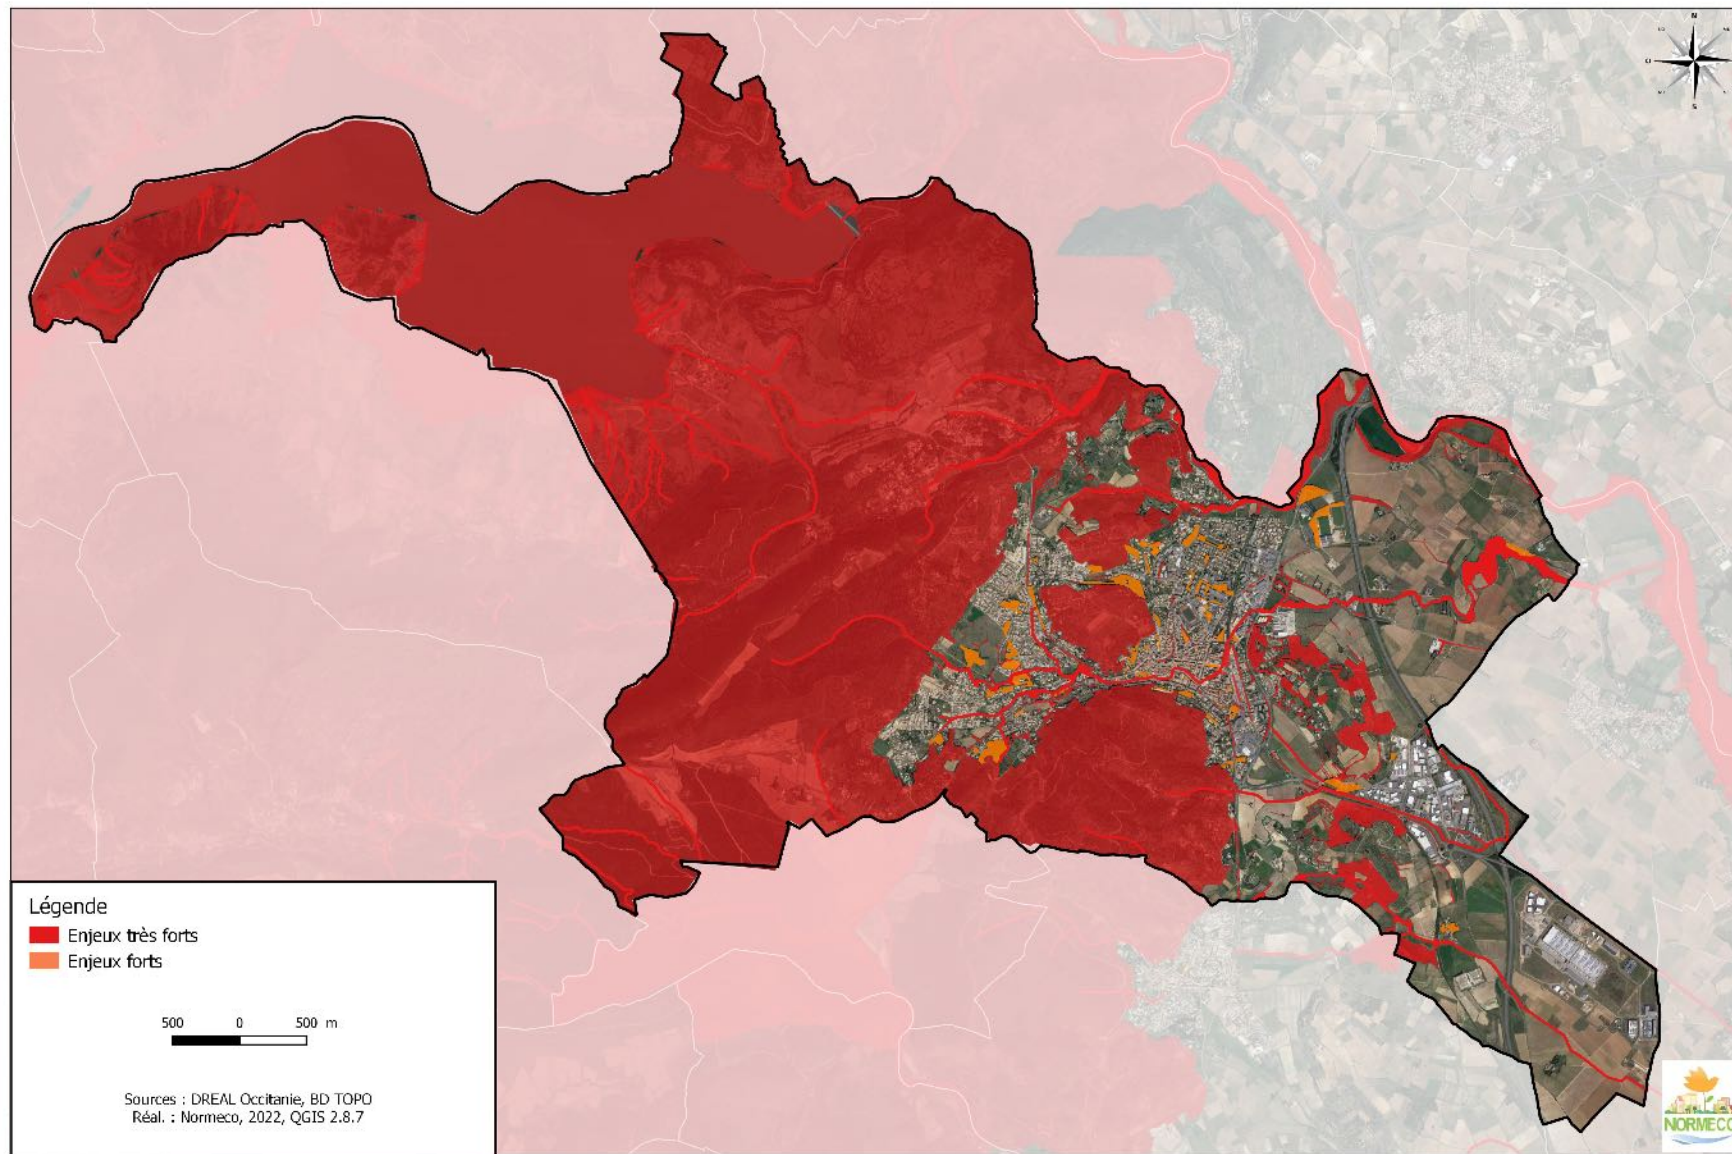 N
S
Légende
Enjeux très forts
Enjeux forts
500 0 500 m
Sources : DREAL Occitanie, BD TOPO
Réal. : Normeco, 2022, QGIS 2.8.7
NORMECO